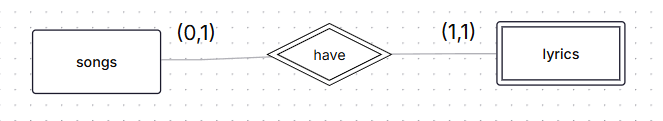 (0,1)
(1,1)
songs
have
lyrics